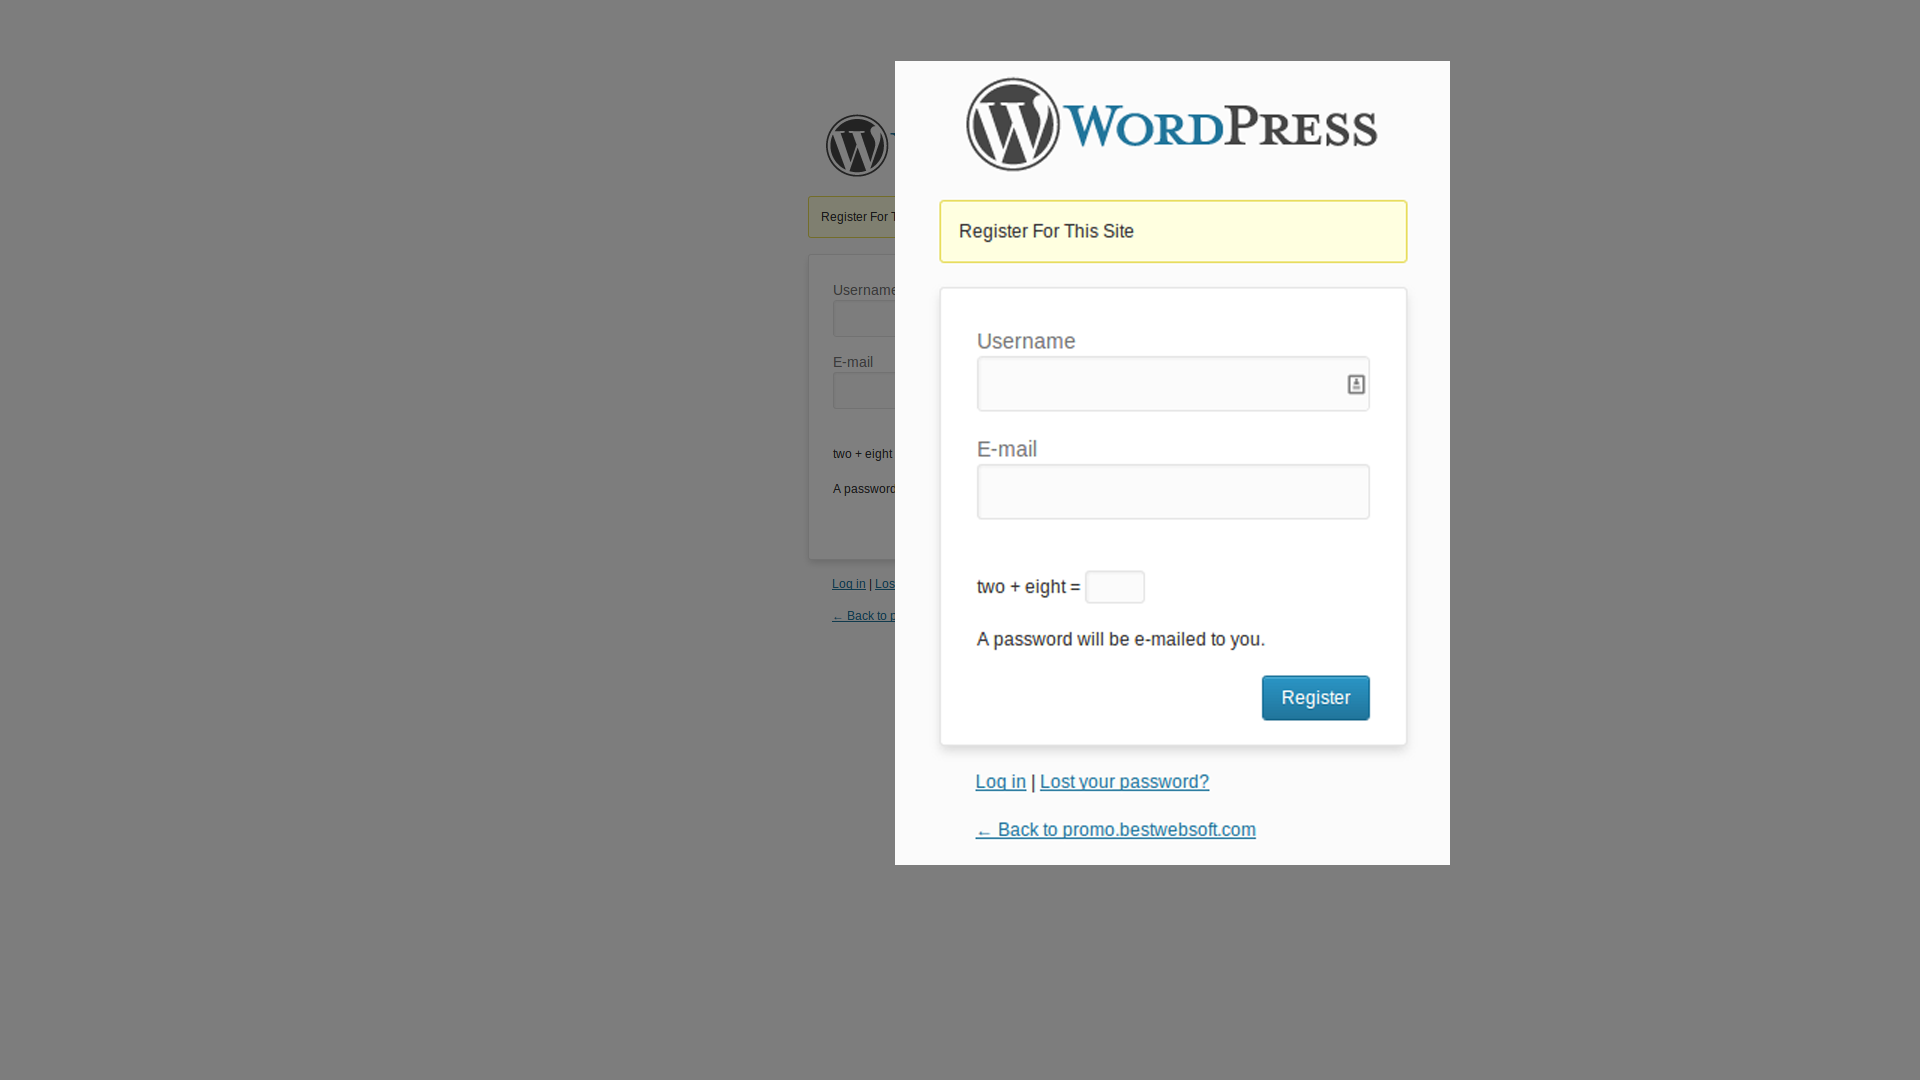 WORDPRESS
Register For This Site
Username
E-mail
two + eight =
A password will be e-mailed to you.
Register
Log in | Lost your password?
← Back to promo.bestwebsoft.com
Register For
Username
E-mail
two + eight
A password
Log in | Los
← Back to